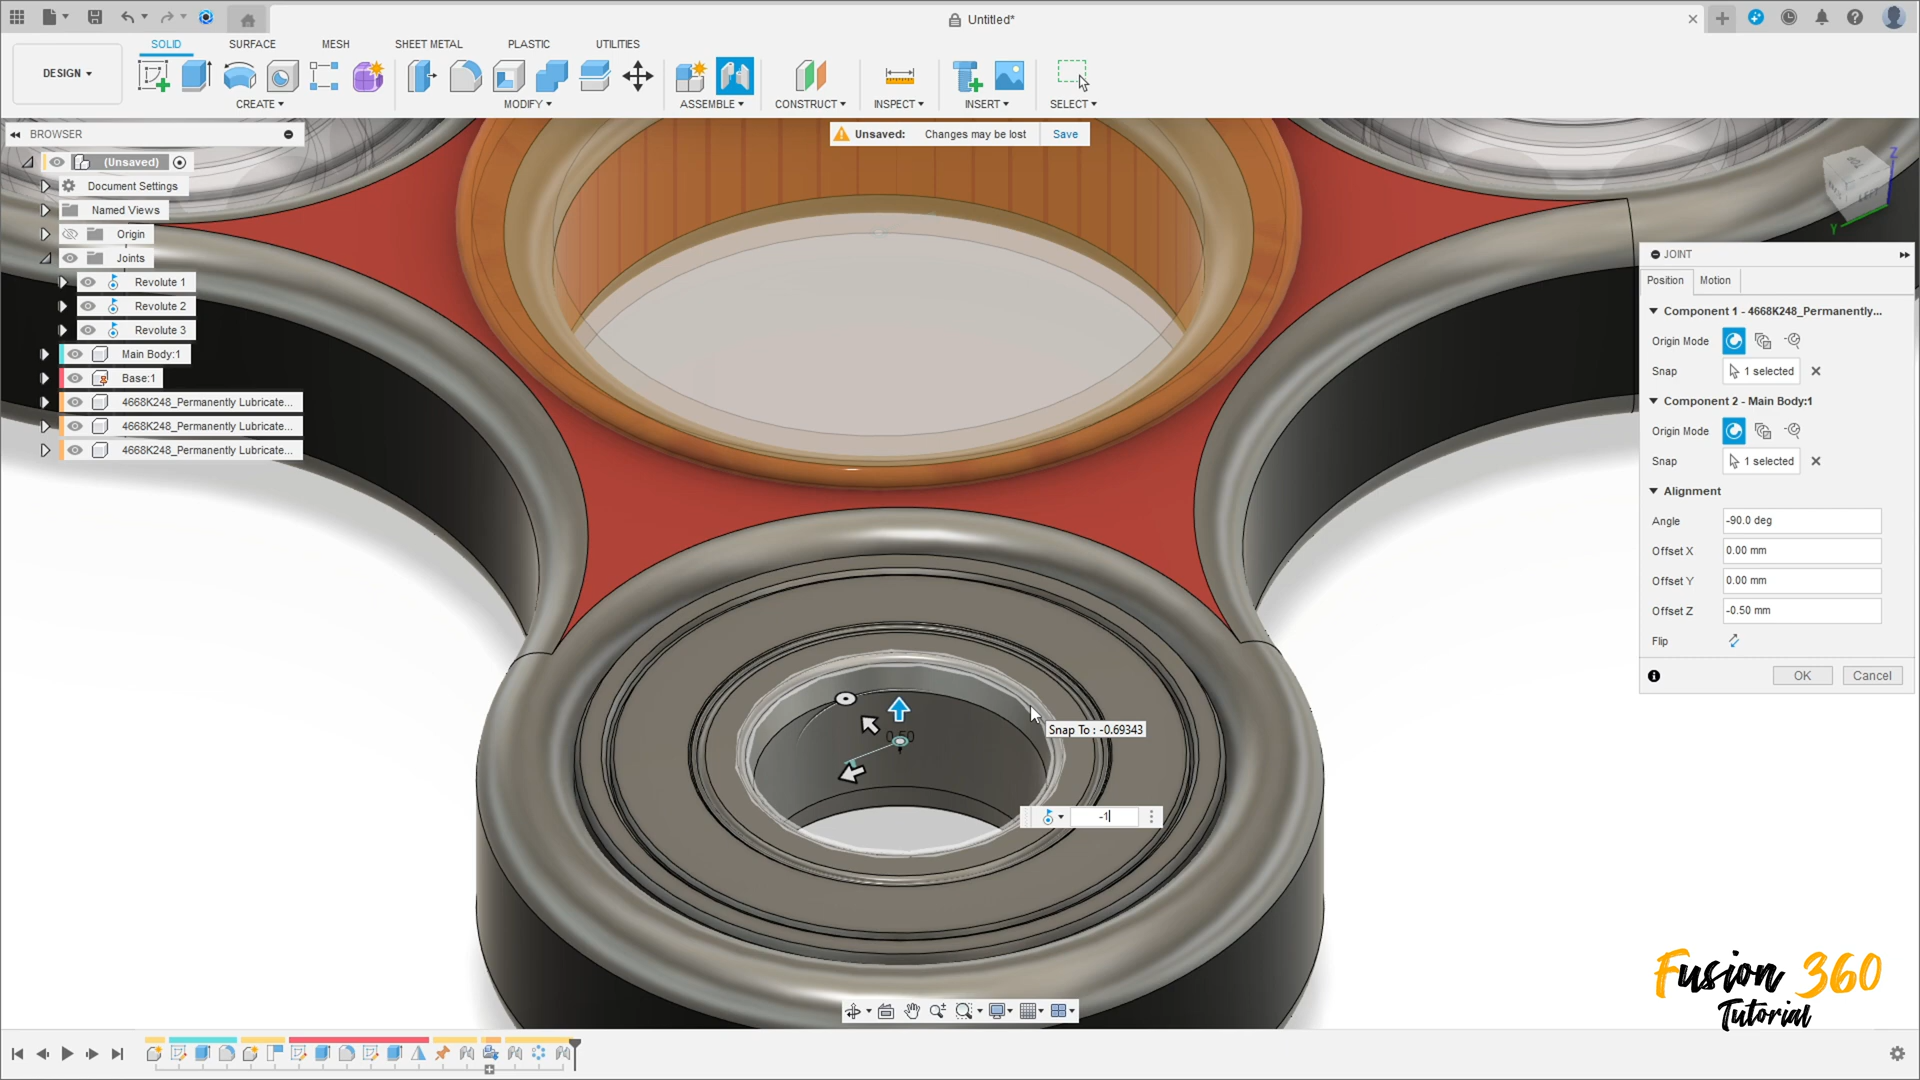 Untitled*
DESIGN
SOLID
SURFACE
MESH
SHEET METAL
PLASTIC
UTILITIES
CREATE
MODIFY
ASSEMBLE
CONSTRUCT
INSPECT
INSERT
SELECT
BROWSER
Unsaved: Changes may be lost Save
(Unsaved)
Document Settings
Named Views
Origin
Joints
Revolute 1
Revolute 2
Revolute 3
Main Body:1
Base:1
4668K248_Permanently Lubricate...
4668K248_Permanently Lubricate...
4668K248_Permanently Lubricate...
TOP
LEFT
Z
Y
JOINT
Position Motion
Component 1 - 4668K248_Permanently...
Origin Mode
Snap 1 selected
Component 2 - Main Body:1
Origin Mode
Snap 1 selected
Alignment
Angle -90.0 deg
Offset X 0.00 mm
Offset Y 0.00 mm
Offset Z -0.50 mm
Flip
OK Cancel
Snap To : -0.69343
0.50
-1
Fusion 360
Tutorial